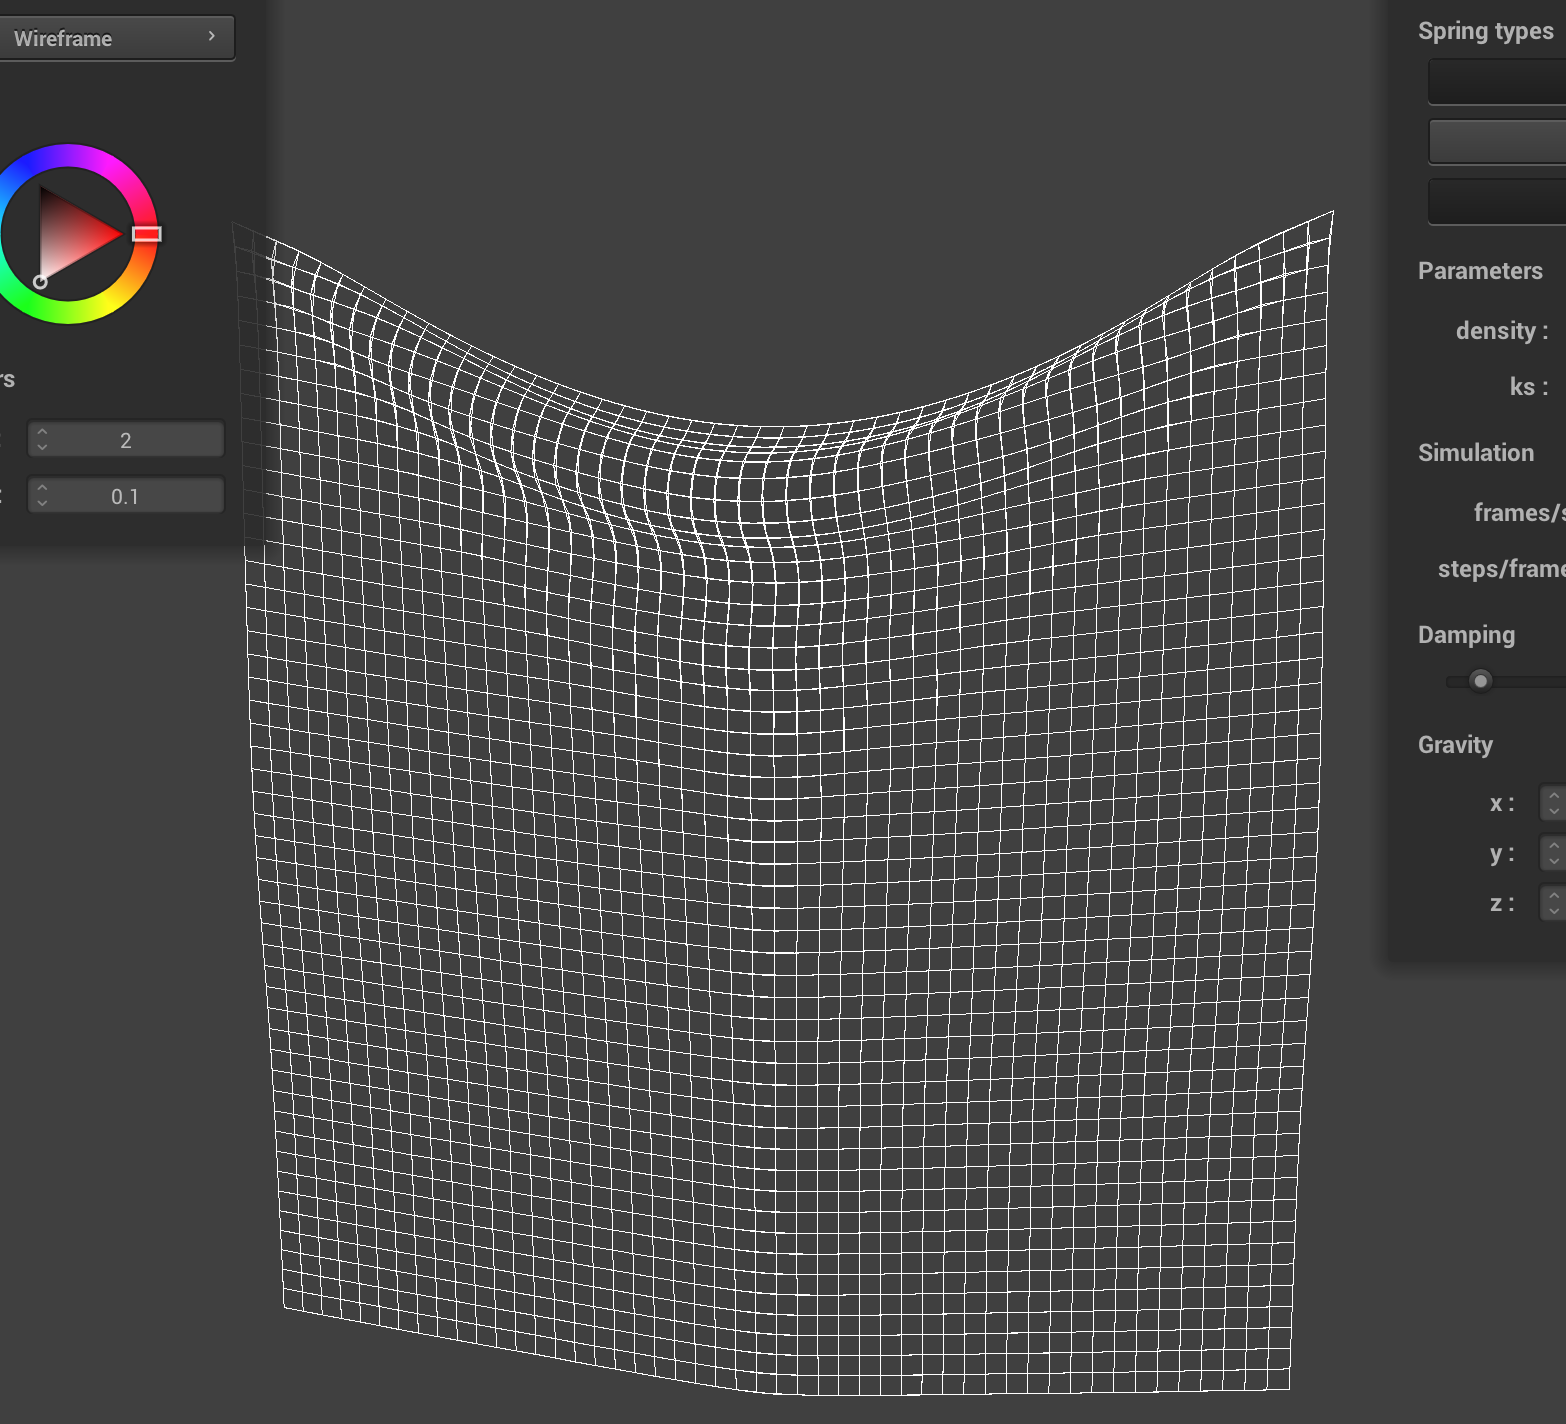 Wireframe
rs
2
0.1
Spring types
Parameters
density :
ks :
Simulation
frames/s
steps/frame
Damping
Gravity
x :
y :
z :